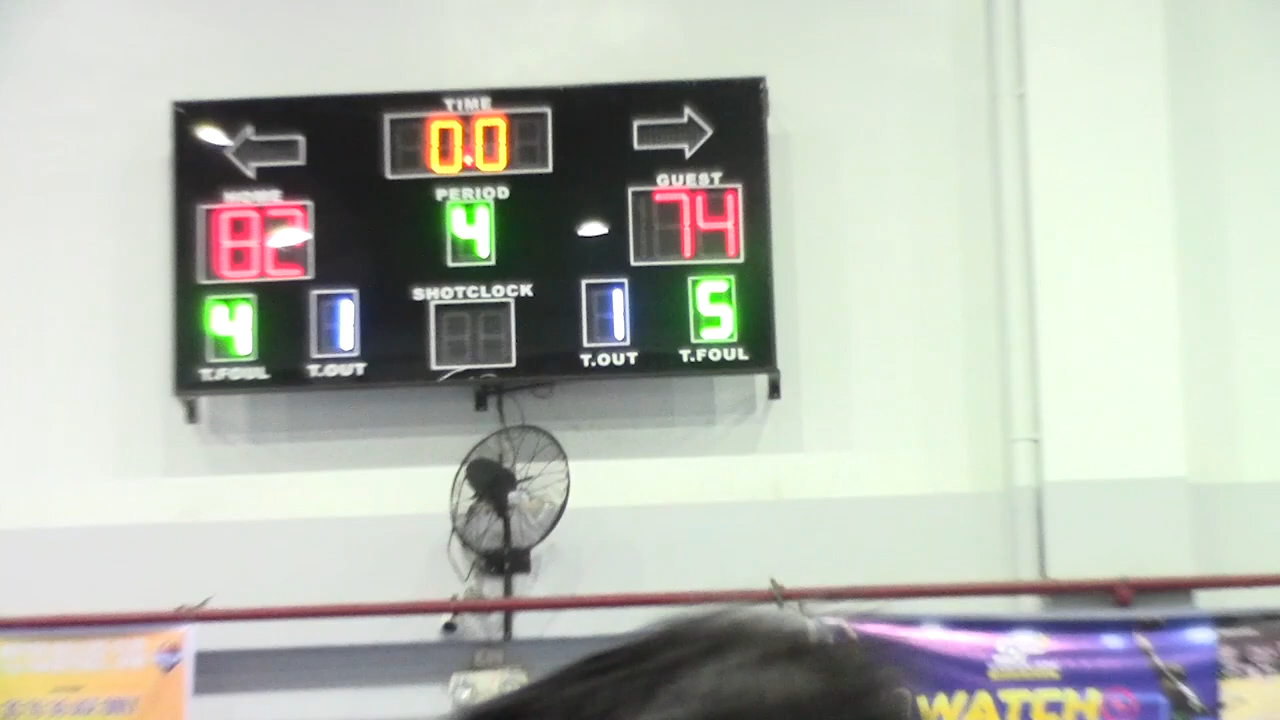 TIME
0.0
HOME
PERIOD
GUEST
82
4
74
SHOTCLOCK
4
1
1
5
T.FOUL
T.OUT
T.OUT
T.FOUL
WATCH